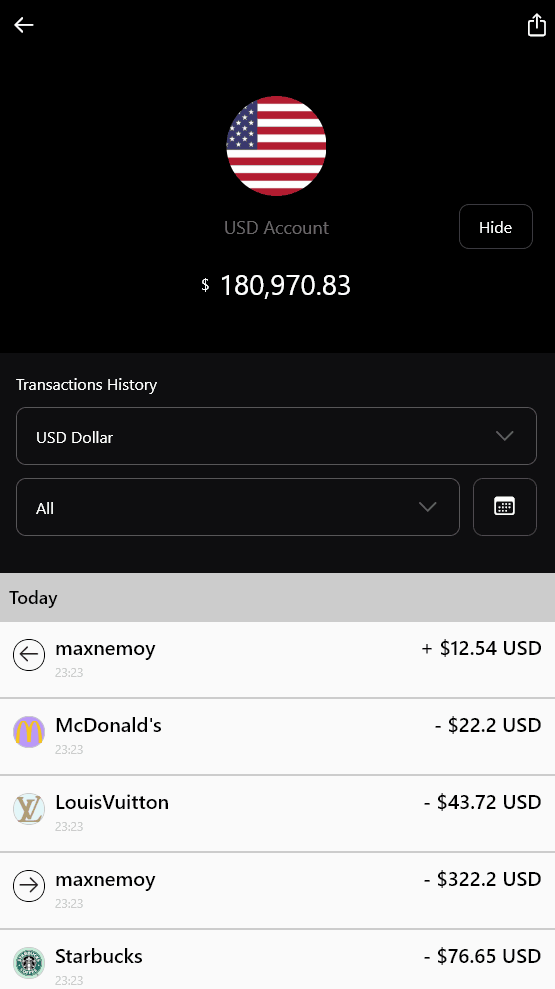 USD Account
Hide
$ 180,970.83
Transactions History
USD Dollar
All
Today
maxnemoy + $12.54 USD
23:23
McDonald's - $22.2 USD
23:23
LouisVuitton - $43.72 USD
23:23
maxnemoy - $322.2 USD
23:23
Starbucks - $76.65 USD
23:23